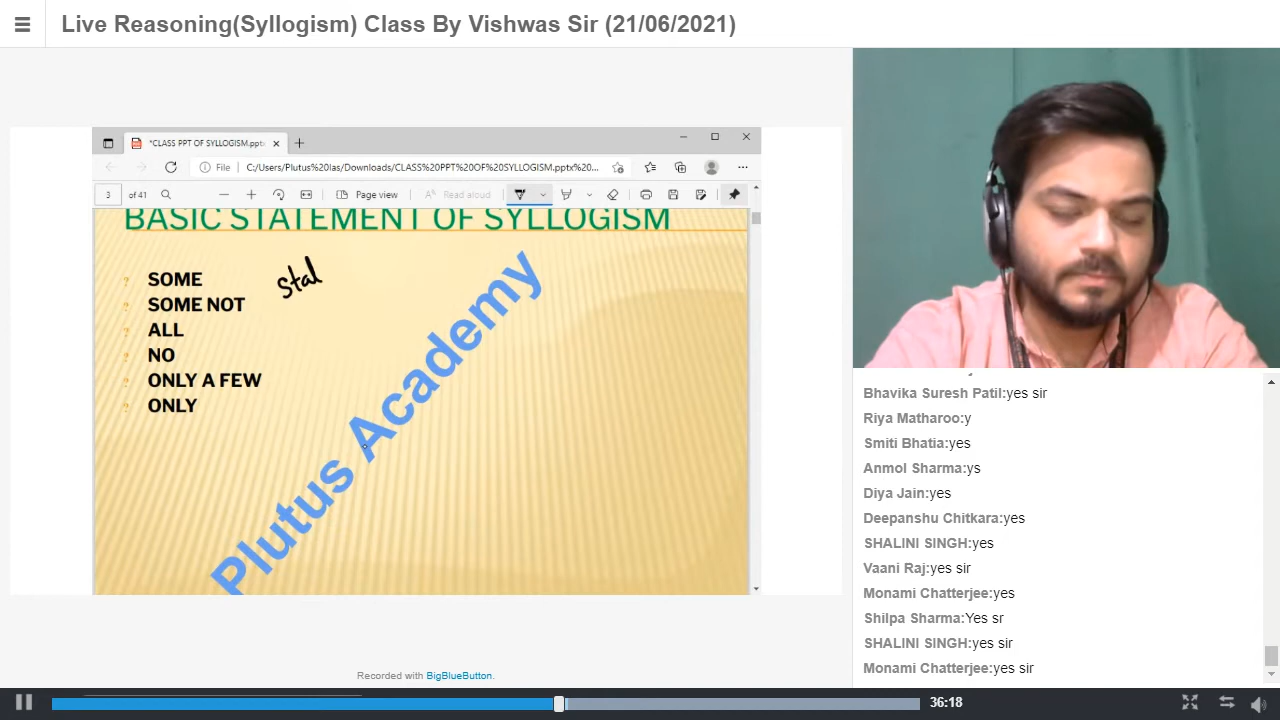 Live Reasoning(Syllogism) Class By Vishwas Sir (21/06/2021)
*CLASS PPT OF SYLLOGISM.pptx
File C:/Users/Plutus%20Ias/Downloads/CLASS%20PPT%20OF%20SYLLOGISM.pptx%20...
3 of 41 Page view Read aloud
BASIC STATEMENT OF SYLLOGISM
? SOME
stal
? SOME NOT
? ALL
? NO
? ONLY A FEW
? ONLY
Plutus Academy
Recorded with BigBlueButton.
Bhavika Suresh Patil:yes sir
Riya Matharoo:y
Smiti Bhatia:yes
Anmol Sharma:ys
Diya Jain:yes
Deepanshu Chitkara:yes
SHALINI SINGH:yes
Vaani Raj:yes sir
Monami Chatterjee:yes
Shilpa Sharma:Yes sr
SHALINI SINGH:yes sir
Monami Chatterjee:yes sir
36:18